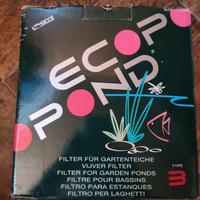 ECOP
POND
FILTER FÜR GARTENTEICHE
VIJVER FILTER
FILTER FOR GARDEN PONDS
FILTRE POUR BASSINS
FILTRO PARA ESTANQUES
FILTRO PER LAGHETTI
TYPE
3